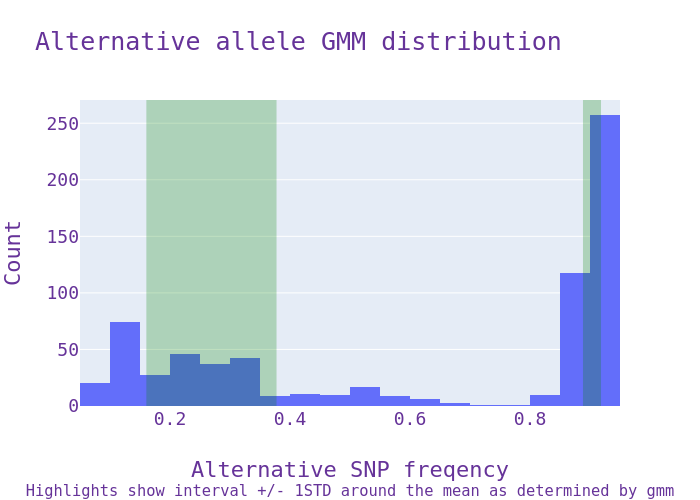 Alternative allele GMM distribution
250
200
150
100
50
0
Count
0.2 0.4 0.6 0.8
Alternative SNP freqency
Highlights show interval +/- 1STD around the mean as determined by gmm